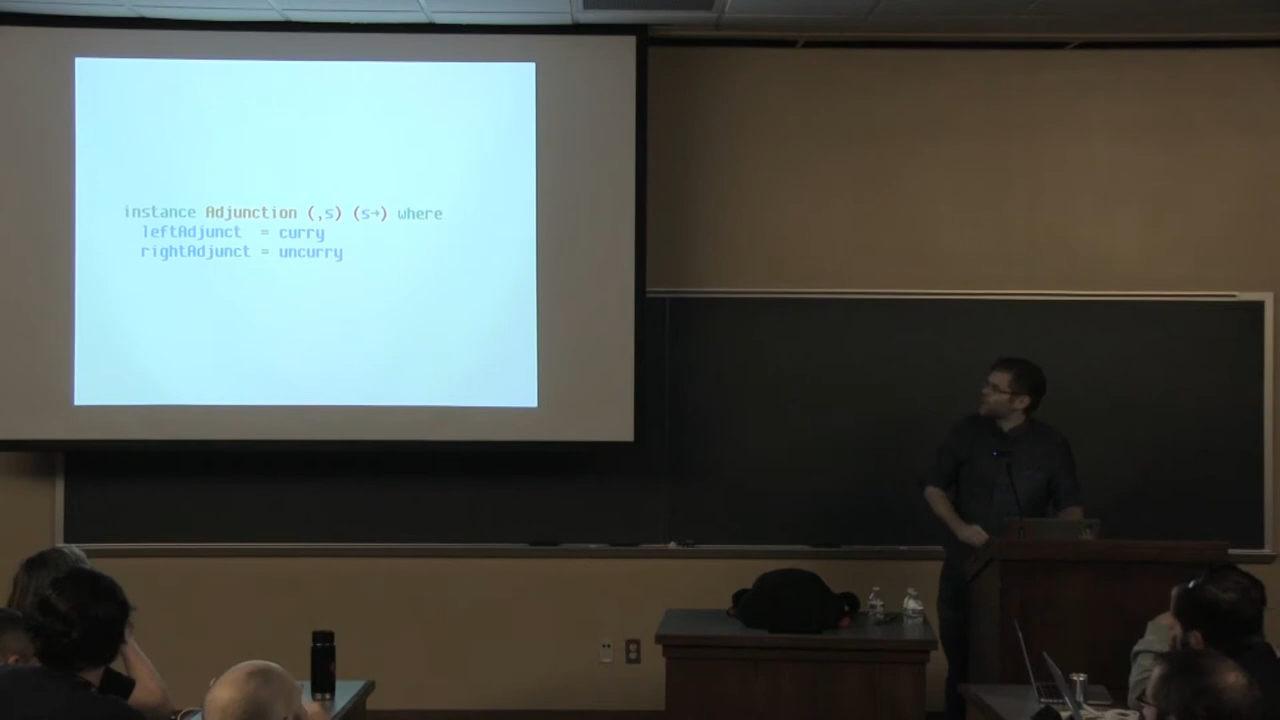 instance Adjunction (,s) (s→) where
leftAdjunct = curry
rightAdjunct = uncurry